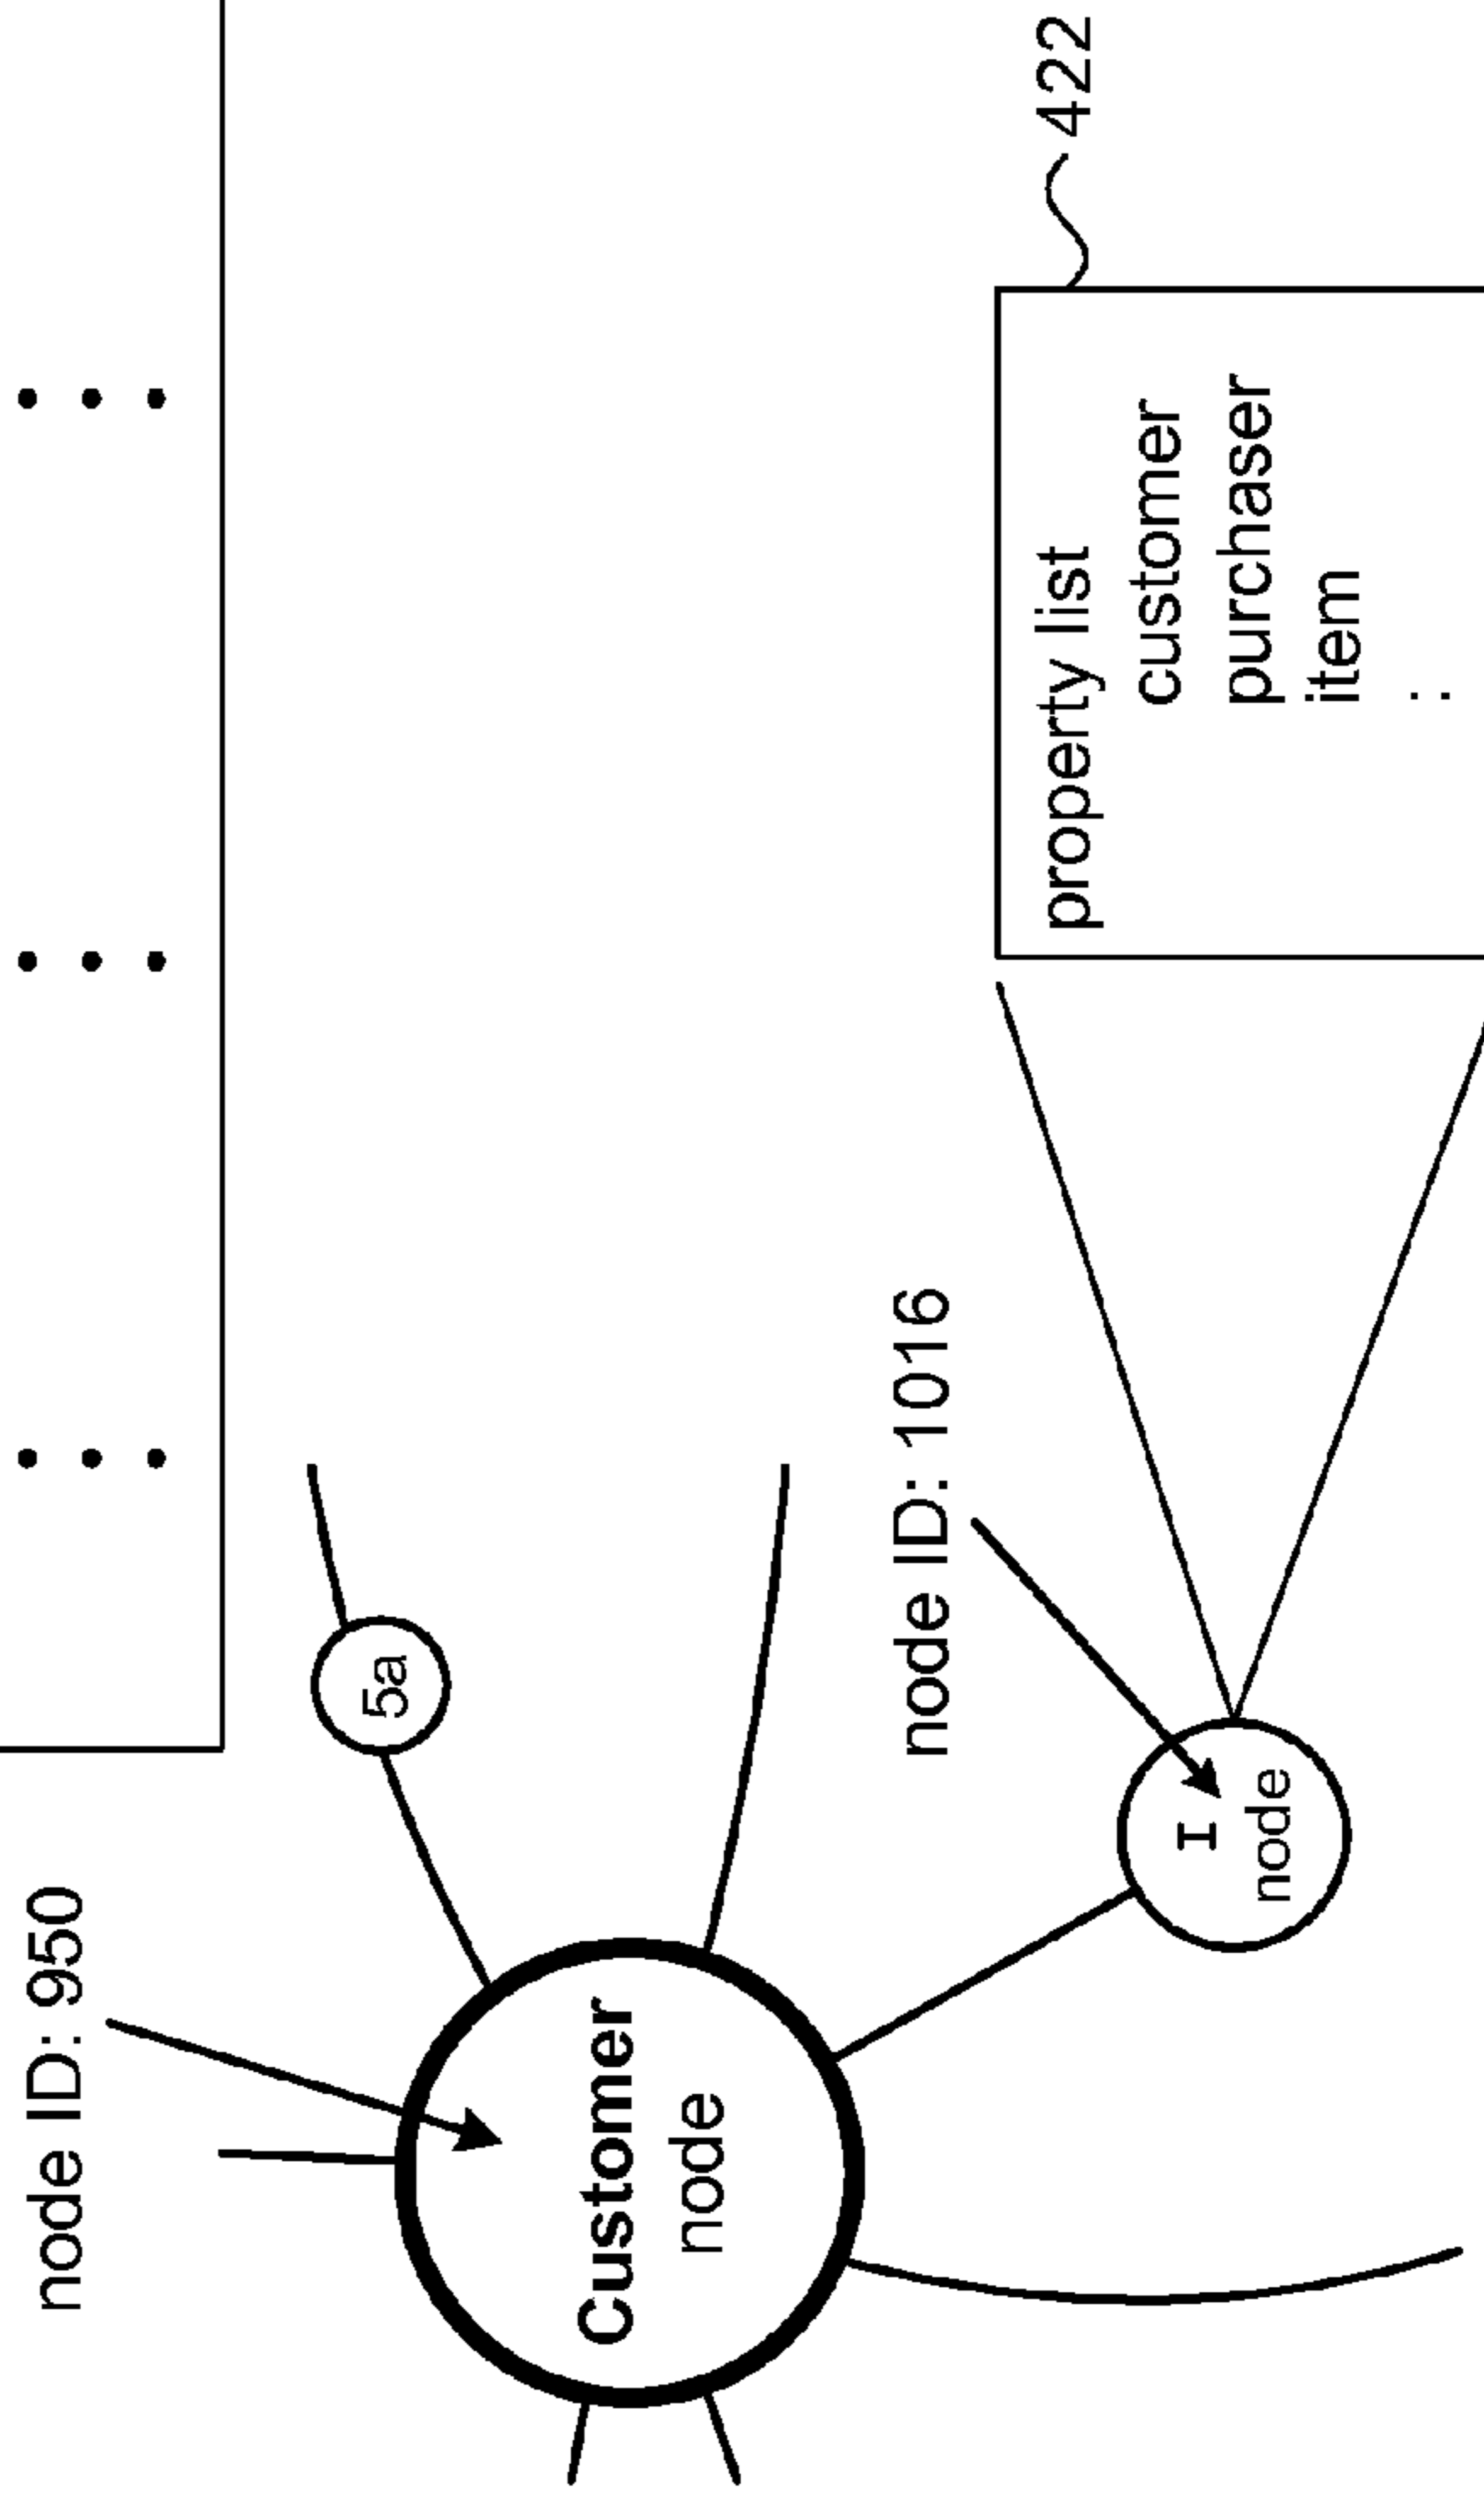 node ID: 950
5a
Customer
node
node ID: 1016
I
node
422
property list
customer
purchaser
item
: